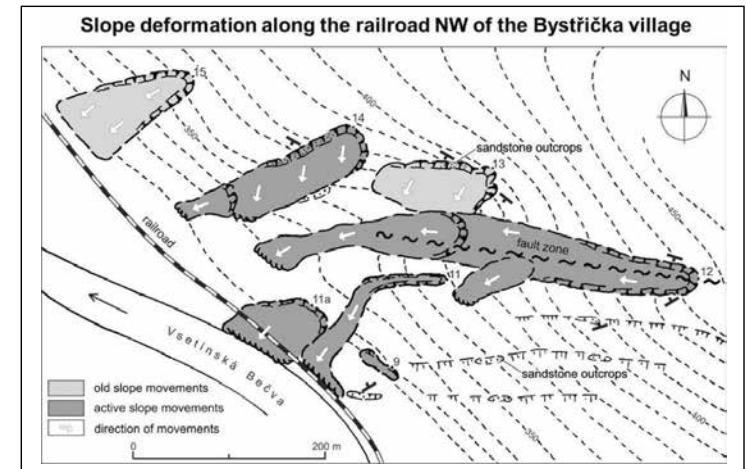 Slope deformation along the railroad NW of the Bystřička village
15
400
N
14
350
sandstone outcrops
13
railroad
450
fault zone
12
11
11a
Vsetínská Bečva
9
sandstone outcrops
old slope movements
active slope movements
direction of movements
400
350
0 200 m